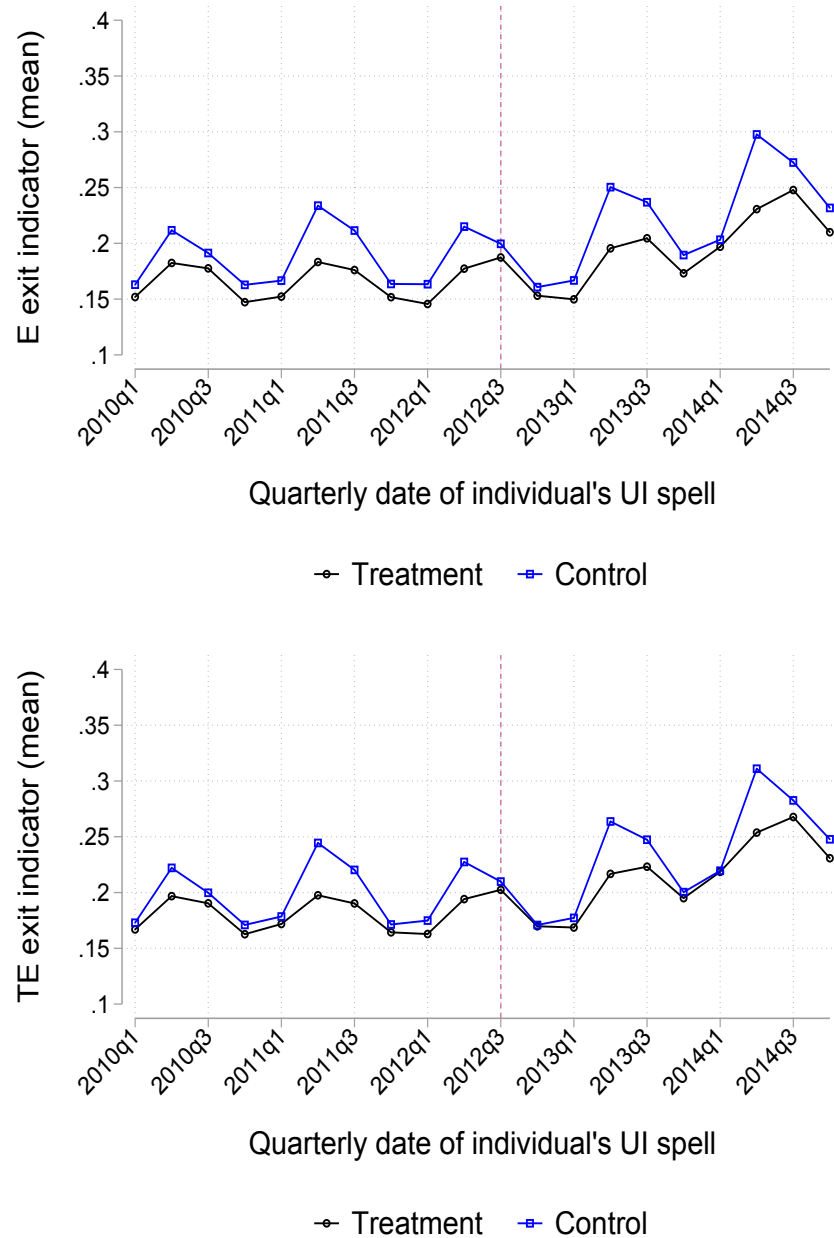 E exit indicator (mean)
.4
.35
.3
.25
.2
.15
.1
2010q1
2010q3
2011q1
2011q3
2012q1
2012q3
2013q1
2013q3
2014q1
2014q3
Quarterly date of individual's UI spell
Treatment Control
TE exit indicator (mean)
.4
.35
.3
.25
.2
.15
.1
2010q1
2010q3
2011q1
2011q3
2012q1
2012q3
2013q1
2013q3
2014q1
2014q3
Quarterly date of individual's UI spell
Treatment Control